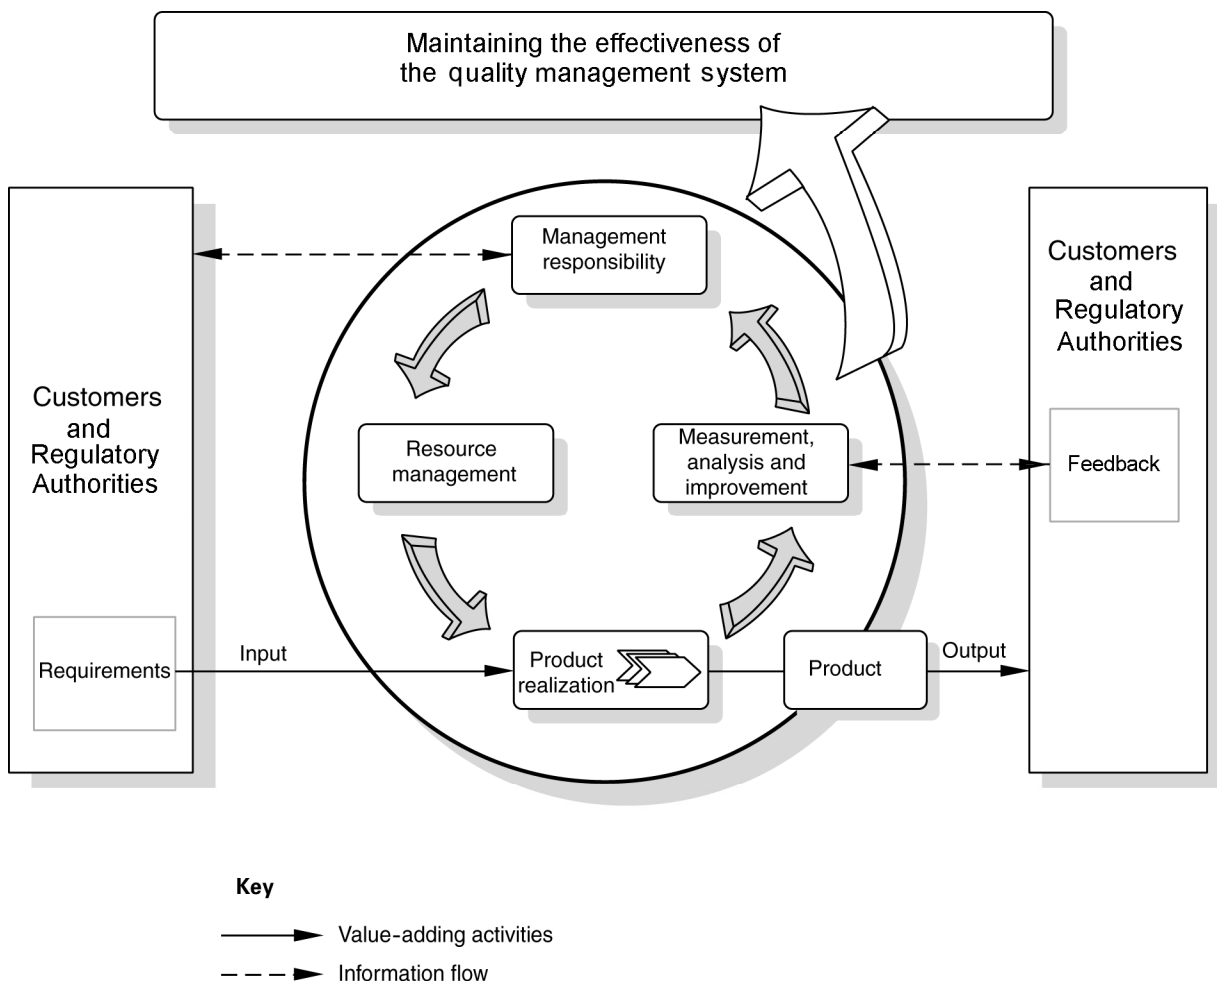 Maintaining the effectiveness of
the quality management system
Customers
and
Regulatory
Authorities
Requirements
Input
Management
responsibility
Resource
management
Measurement,
analysis and
improvement
Product
realization
Product
Output
Customers
and
Regulatory
Authorities
Feedback
Key
Value-adding activities
Information flow